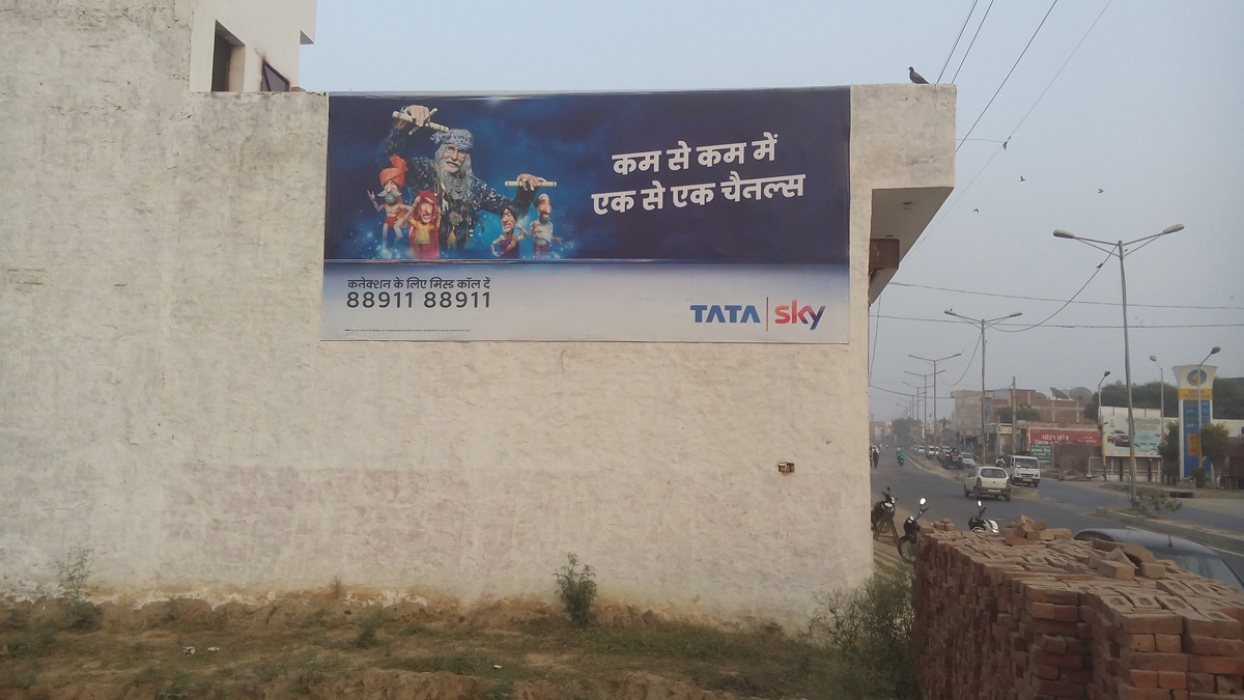 कम से कम में
एक से एक चैनल्स
कनेक्शन के लिए मिस्ड कॉल दें
88911 88911
TATA | sky